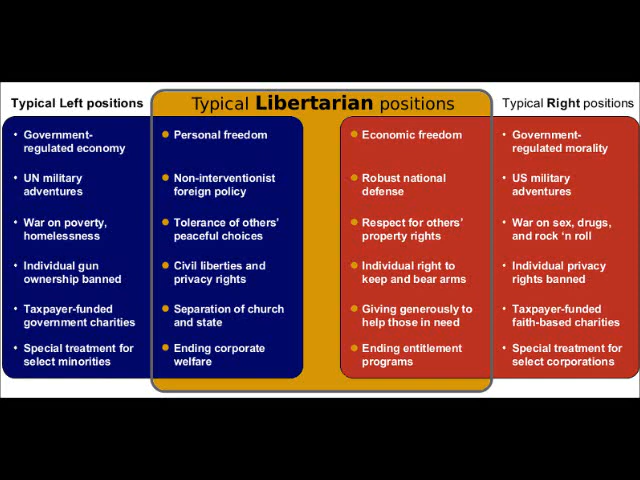 Typical Left positions
Typical Libertarian positions
Typical Right positions
• Government-
regulated economy
• UN military
adventures
• War on poverty,
homelessness
• Individual gun
ownership banned
• Taxpayer-funded
government charities
• Special treatment for
select minorities
• Personal freedom
• Non-interventionist
foreign policy
• Tolerance of others'
peaceful choices
• Civil liberties and
privacy rights
• Separation of church
and state
• Ending corporate
welfare
• Economic freedom
• Robust national
defense
• Respect for others'
property rights
• Individual right to
keep and bear arms
• Giving generously to
help those in need
• Ending entitlement
programs
• Government-
regulated morality
• US military
adventures
• War on sex, drugs,
and rock 'n roll
• Individual privacy
rights banned
• Taxpayer-funded
faith-based charities
• Special treatment for
select corporations